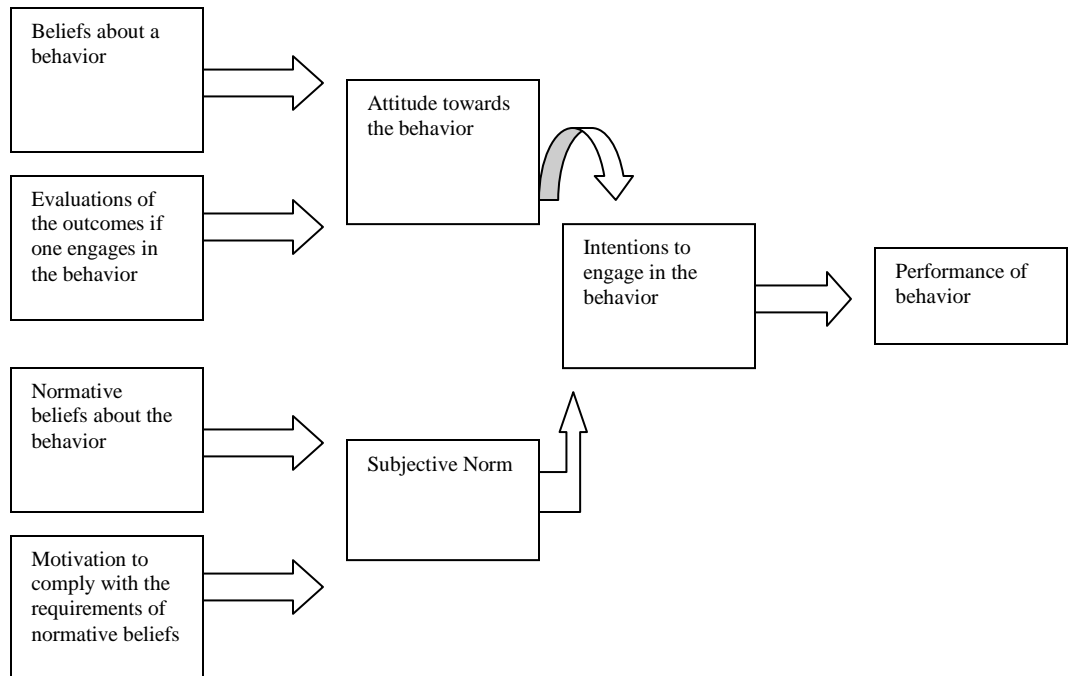 Beliefs about a
behavior
Attitude towards
the behavior
Evaluations of
the outcomes if
one engages in
the behavior
Intentions to
engage in the
behavior
Performance of
behavior
Normative
beliefs about the
behavior
Subjective Norm
Motivation to
comply with the
requirements of
normative beliefs